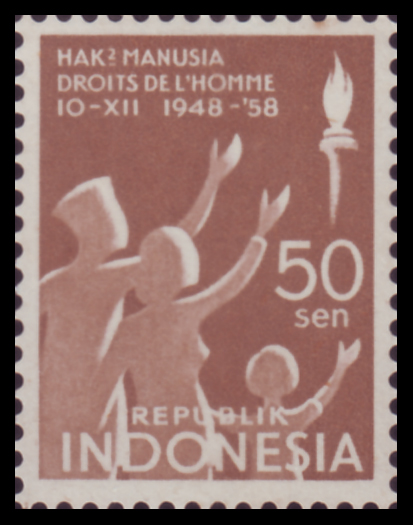 HAK² MANUSIA
DROITS DE L'HOMME
10-XII 1948-'58
50
sen
REPUBLIK
INDONESIA